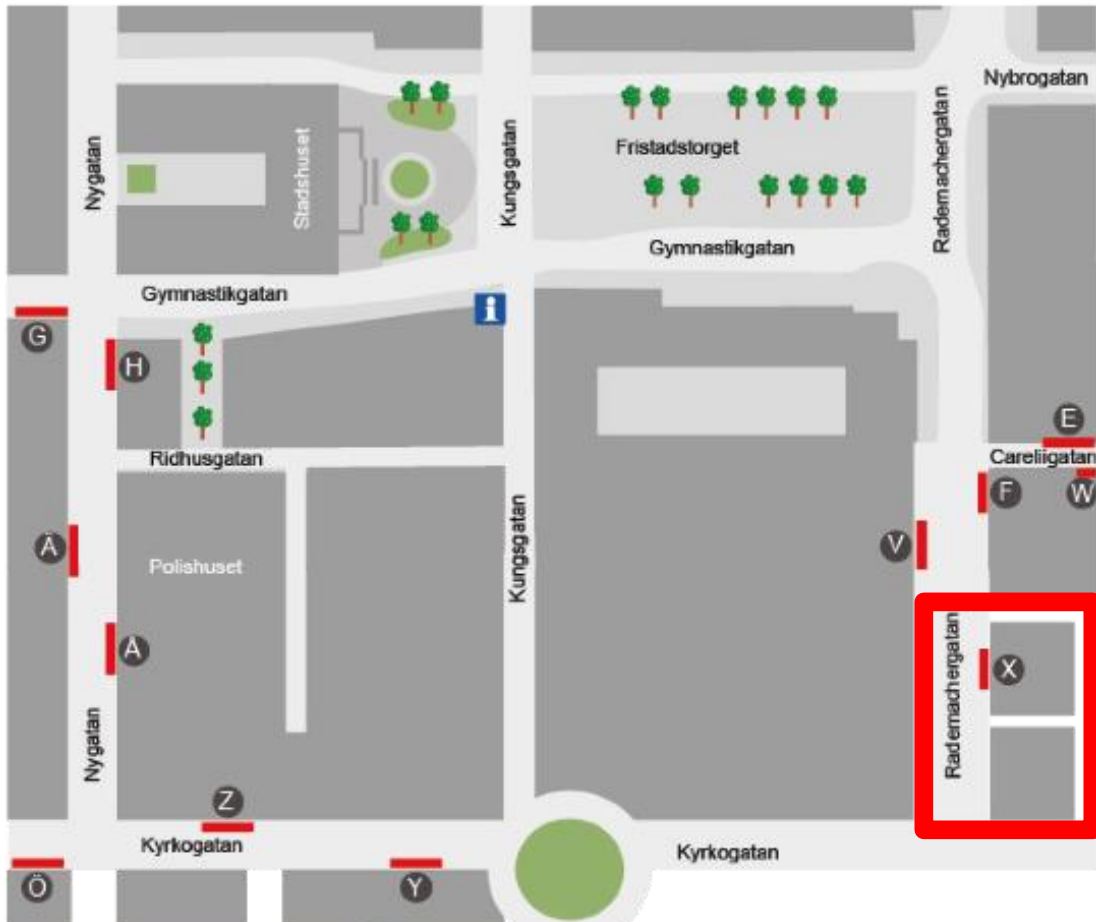 Nybrogatan
Nygatan
Stadshuset
Kungsgatan
Fristadstorget
Rademachergatan
Gymnastikgatan
Gymnastikgatan
i
G
H
E
Ridhusgatan
Careliigatan
F
W
Ä
V
Polishuset
Kungsgatan
Å
Rademachergatan
X
Nygatan
Z
Kyrkogatan
Kyrkogatan
Ö
Y